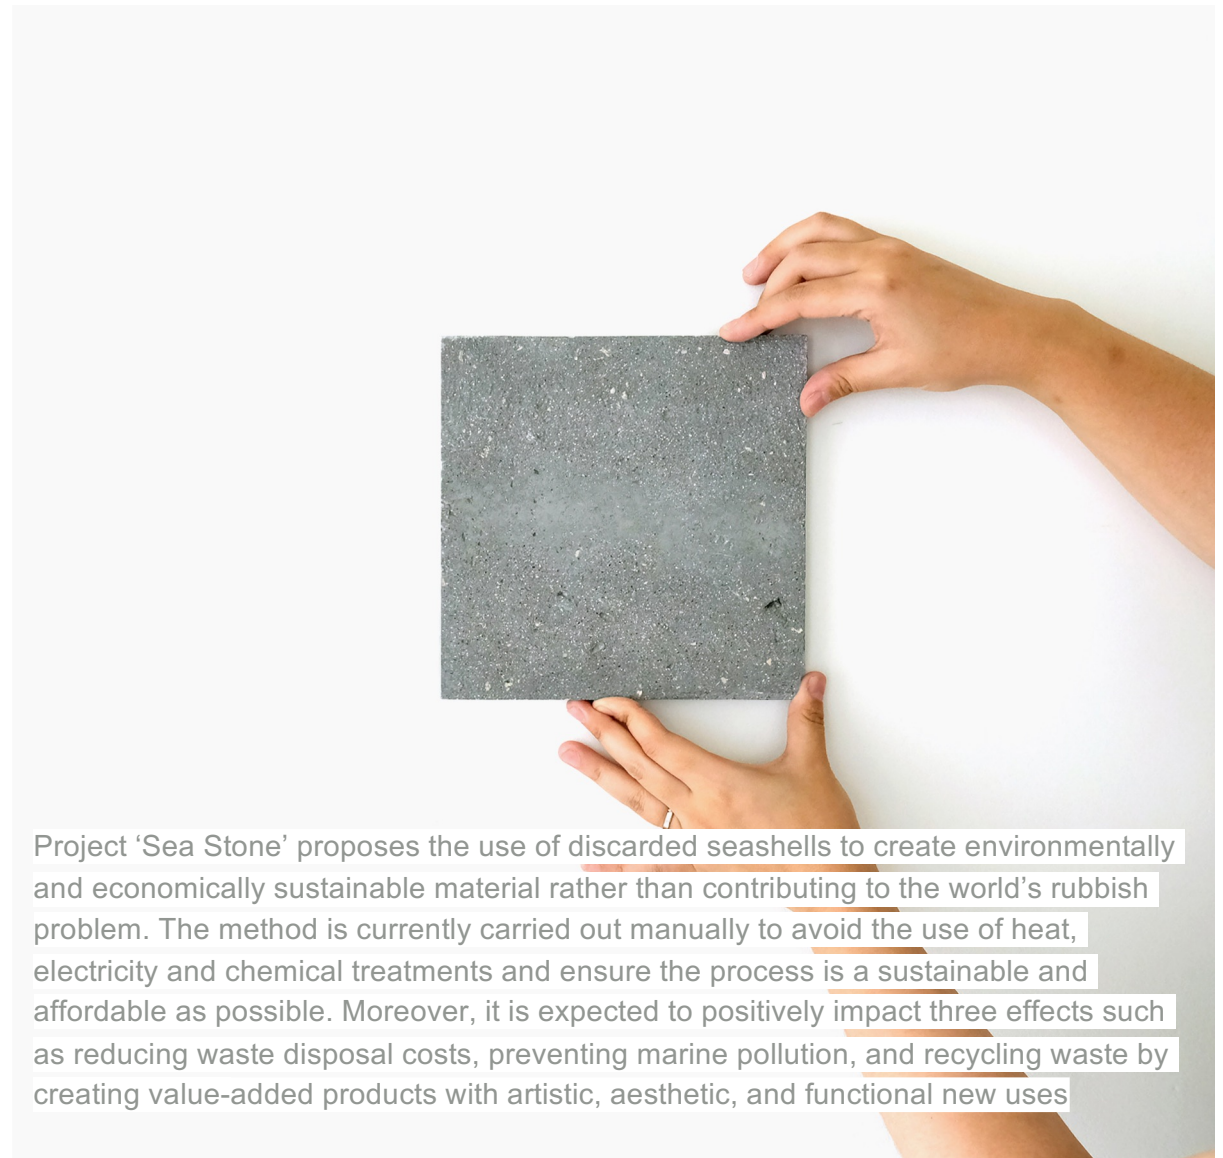 Project ‘Sea Stone’ proposes the use of discarded seashells to create environmentally
and economically sustainable material rather than contributing to the world’s rubbish
problem. The method is currently carried out manually to avoid the use of heat,
electricity and chemical treatments and ensure the process is a sustainable and
affordable as possible. Moreover, it is expected to positively impact three effects such
as reducing waste disposal costs, preventing marine pollution, and recycling waste by
creating value-added products with artistic, aesthetic, and functional new uses